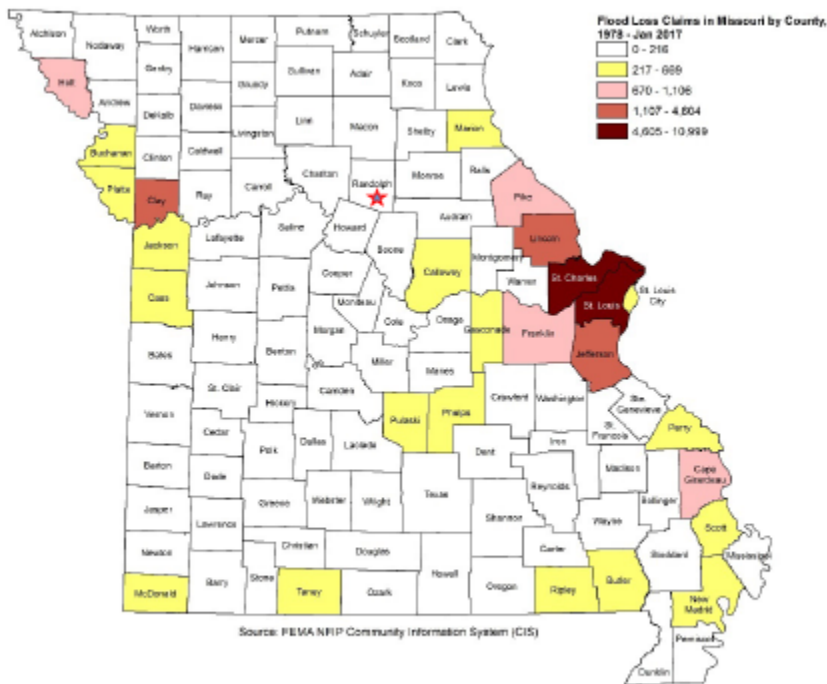 Flood Loss Claims in Missouri by County,
1978 - Jan 2017
0 - 216
217 - 669
670 - 1,106
1,107 - 4,604
4,605 - 10,999
Atchison
Nodaway
Worth
Harrison
Mercer
Putnam
Schuyler
Scotland
Clark
Gentry
Sullivan
Adair
Knox
Lewis
Holt
Andrew
DeKalb
Daviess
Grundy
Linn
Macon
Shelby
Marion
Buchanan
Clinton
Caldwell
Livingston
Chariton
Randolph
Monroe
Ralls
Platte
Clay
Ray
Carroll
Pike
Audrain
Jackson
Lafayette
Saline
Howard
Boone
Callaway
Montgomery
Lincoln
Warren
St. Charles
St. Louis
City
St. Louis
Cass
Johnson
Pettis
Cooper
Moniteau
Cole
Osage
Gasconade
Franklin
Jefferson
Bates
Henry
Benton
Morgan
Miller
Maries
St. Clair
Hickory
Camden
Pulaski
Phelps
Crawford
Washington
Ste.
Genevieve
St.
Francois
Perry
Vernon
Cedar
Polk
Dallas
Laclede
Dent
Iron
Madison
Cape
Girardeau
Barton
Dade
Greene
Webster
Wright
Texas
Reynolds
Bollinger
Scott
Jasper
Lawrence
Shannon
Wayne
Stoddard
Mississippi
Newton
Christian
Douglas
Carter
McDonald
Barry
Stone
Taney
Ozark
Howell
Oregon
Ripley
Butler
New
Madrid
Pemiscot
Dunklin
Source: FEMA NFIP Community Information System (CIS)